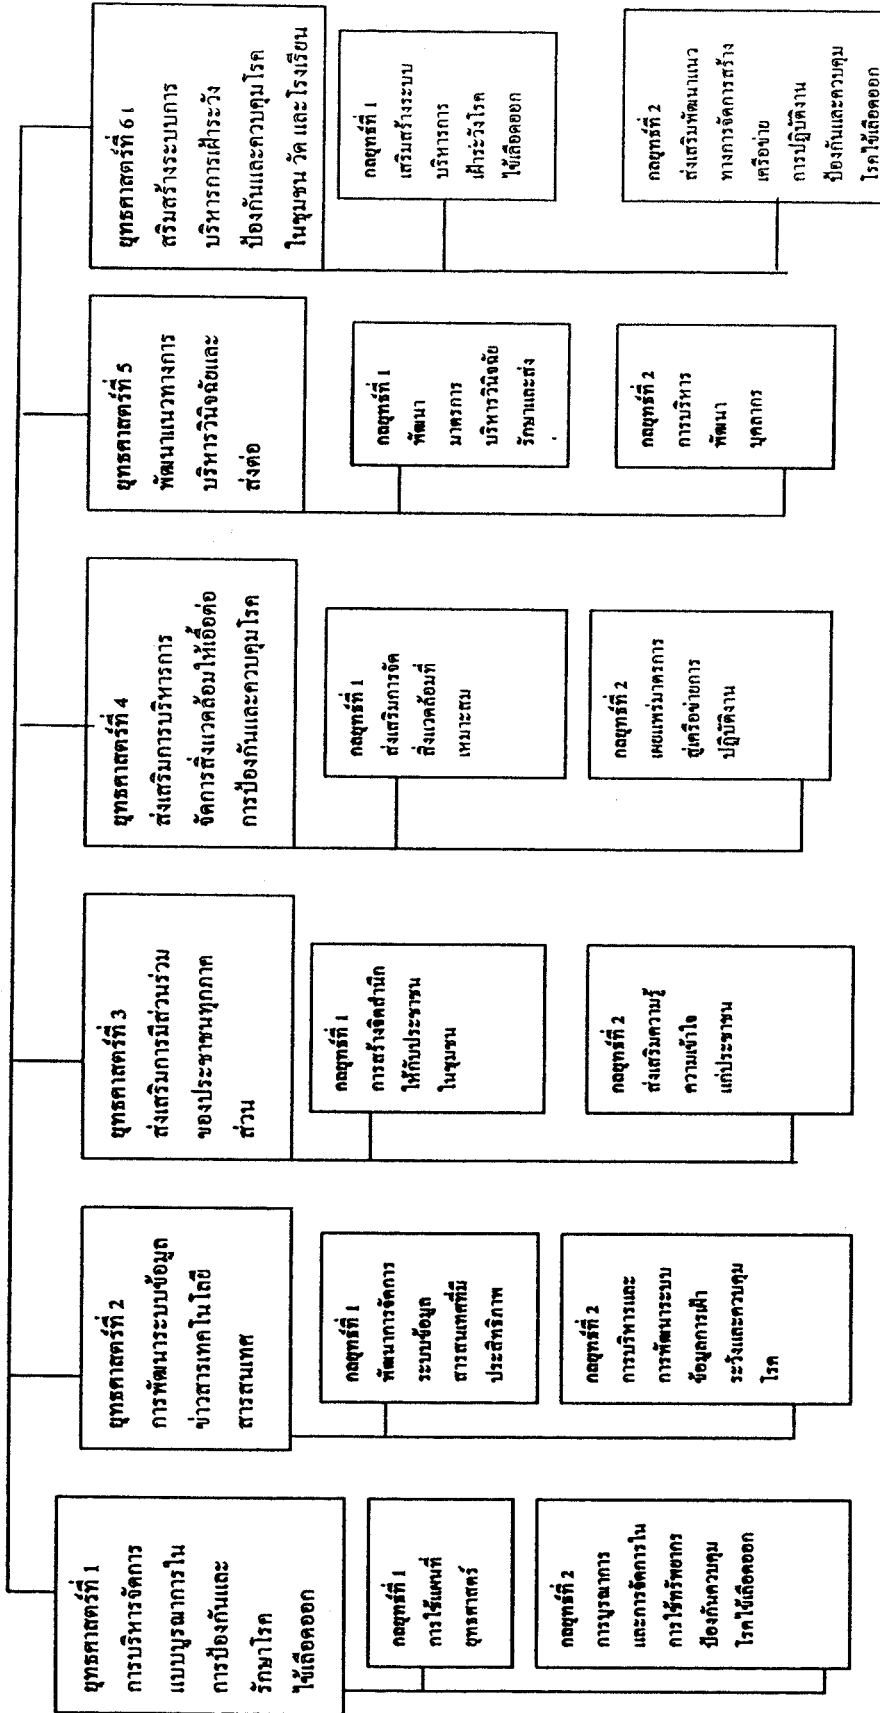 ยุทธศาสตร์ที่ 1
การบริหารจัดการ
แบบบูรณาการใน
การป้องกันและ
รักษาโรค
ไข้เลือดออก
กลยุทธ์ที่ 1
การใช้แผนที่
ยุทธศาสตร์
กลยุทธ์ที่ 2
การบูรณาการ
และการจัดการใน
การใช้ทรัพยากร
ป้องกันควบคุม
โรคไข้เลือดออก
ยุทธศาสตร์ที่ 2
การพัฒนาระบบข้อมูล
ข่าวสารเทคโนโลยี
สารสนเทศ
กลยุทธ์ที่ 1
พัฒนาการจัดการ
ระบบข้อมูล
สารสนเทศที่มี
ประสิทธิภาพ
กลยุทธ์ที่ 2
การบริหารและ
การพัฒนาระบบ
ข้อมูลการเฝ้า
ระวังและควบคุม
โรค
ยุทธศาสตร์ที่ 3
ส่งเสริมการมีส่วนร่วม
ของประชาชนทุกภาค
ส่วน
กลยุทธ์ที่ 1
การสร้างจิตสำนึก
ให้กับประชาชน
ในชุมชน
กลยุทธ์ที่ 2
ส่งเสริมความรู้
ความเข้าใจ
แก่ประชาชน
ยุทธศาสตร์ที่ 4
ส่งเสริมการบริหารการ
จัดการสิ่งแวดล้อมให้เอื้อต่อ
การป้องกันและควบคุมโรค
กลยุทธ์ที่ 1
ส่งเสริมการจัด
สิ่งแวดล้อมที่
เหมาะสม
กลยุทธ์ที่ 2
เผยแพร่มาตรการ
สู่เครือข่ายการ
ปฏิบัติงาน
ยุทธศาสตร์ที่ 5
พัฒนาแนวทางการ
บริหารวินิจฉัยและ
ส่งต่อ
กลยุทธ์ที่ 1
พัฒนา
มาตรการ
บริหารวินิจฉัย
รักษาและส่ง
กลยุทธ์ที่ 2
การบริหาร
พัฒนา
บุคลากร
ยุทธศาสตร์ที่ 6 เ
สริมสร้างระบบการ
บริหารการเฝ้าระวัง
ป้องกันและควบคุมโรค
ในชุมชน วัด และโรงเรียน
กลยุทธ์ที่ 1
เสริมสร้างระบบ
บริหารการ
เฝ้าระวังโรค
ไข้เลือดออก
กลยุทธ์ที่ 2
ส่งเสริมพัฒนาแนว
ทางการจัดการสร้าง
เครือข่าย
การปฏิบัติงาน
ป้องกันและควบคุม
โรคไข้เลือดออก